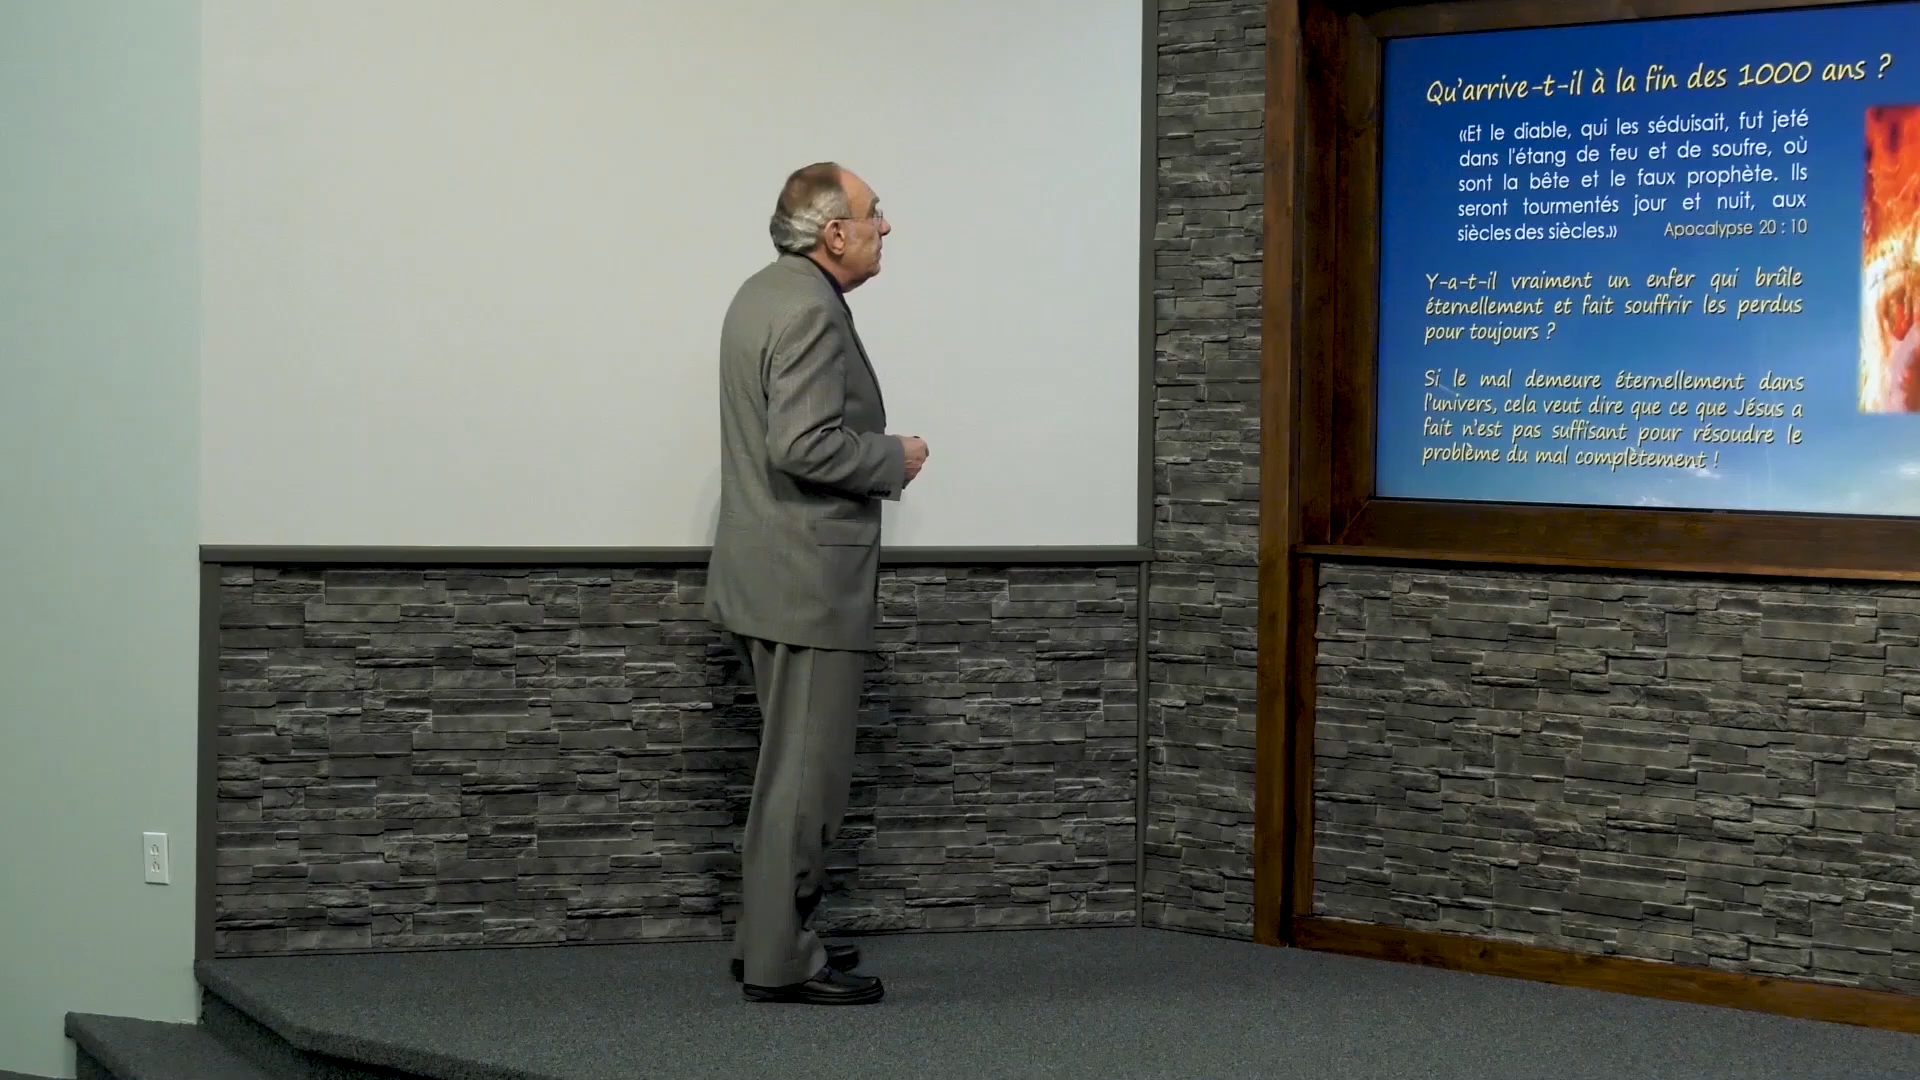 Qu'arrive-t-il à la fin des 1000 ans ?
«Et le diable, qui les séduisait, fut jeté
dans l'étang de feu et de soufre, où
sont la bête et le faux prophète. Ils
seront tourmentés jour et nuit, aux
siècles des siècles.» Apocalypse 20 : 10
Y-a-t-il vraiment un enfer qui brûle
éternellement et fait souffrir les perdus
pour toujours ?
Si le mal demeure éternellement dans
l'univers, cela veut dire que ce que Jésus a
fait n'est pas suffisant pour résoudre le
problème du mal complètement !